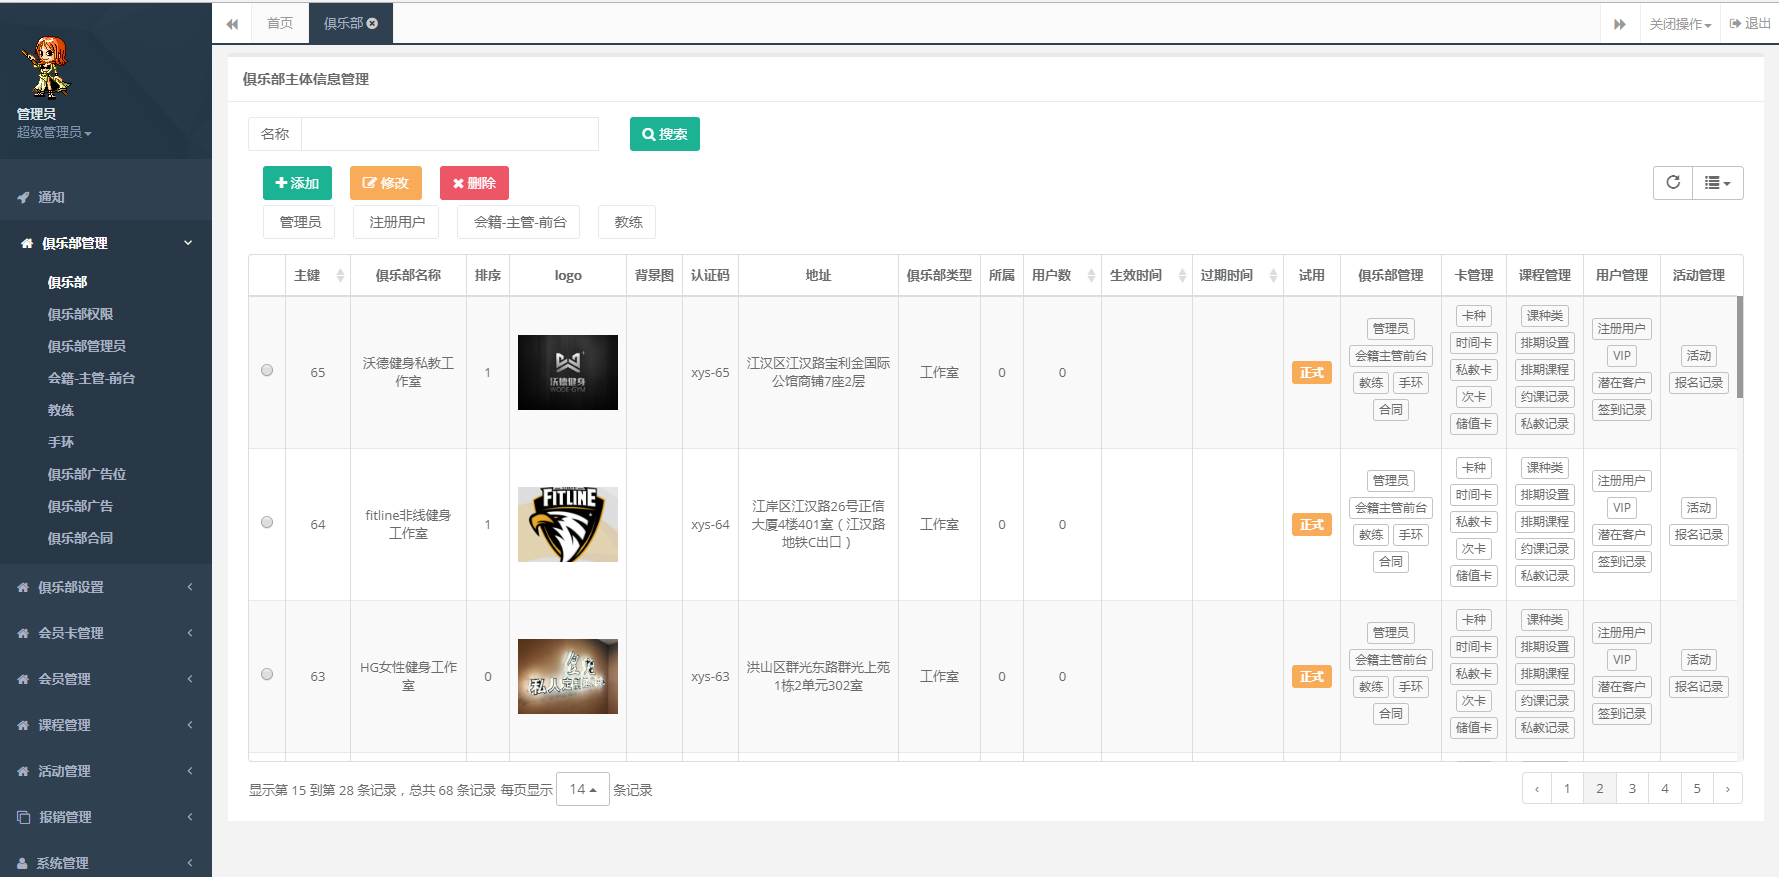 首页
俱乐部
关闭操作
退出
管理员
超级管理员
通知
俱乐部管理
俱乐部
俱乐部权限
俱乐部管理员
会籍-主管-前台
教练
手环
俱乐部广告位
俱乐部广告
俱乐部合同
俱乐部设置
会员卡管理
会员管理
课程管理
活动管理
报销管理
系统管理
俱乐部主体信息管理
名称
搜索
添加 修改 删除
管理员 注册用户 会籍-主管-前台 教练
主键 俱乐部名称 排序 logo 背景图 认证码 地址 俱乐部类型 所属 用户数 生效时间 过期时间 试用 俱乐部管理 卡管理 课程管理 用户管理 活动管理
65
沃德健身私教工
作室
1
沃德健身
WODE-GYM
xys-65
江汉区江汉路宝利金国际
公馆商铺7座2层
工作室
0
0
正式
管理员
会籍主管前台
教练 手环
合同
卡种
时间卡
私教卡
次卡
储值卡
课种类
排期设置
排期课程
约课记录
私教记录
注册用户
VIP
潜在客户
签到记录
活动
报名记录
64
fitline非线健身
工作室
1
FITLINE
xys-64
江岸区江汉路26号正信
大厦4楼401室（江汉路
地铁C出口）
工作室
0
0
正式
管理员
会籍主管前台
教练 手环
合同
卡种
时间卡
私教卡
次卡
储值卡
课种类
排期设置
排期课程
约课记录
私教记录
注册用户
VIP
潜在客户
签到记录
活动
报名记录
63
HG女性健身工作
室
0
私人定制
xys-63
洪山区群光东路群光上苑
1栋2单元302室
工作室
0
0
正式
管理员
会籍主管前台
教练 手环
合同
卡种
时间卡
私教卡
次卡
储值卡
课种类
排期设置
排期课程
约课记录
私教记录
注册用户
VIP
潜在客户
签到记录
活动
报名记录
显示第 15 到第 28 条记录，总共 68 条记录 每页显示 14 条记录
‹ 1 2 3 4 5 ›